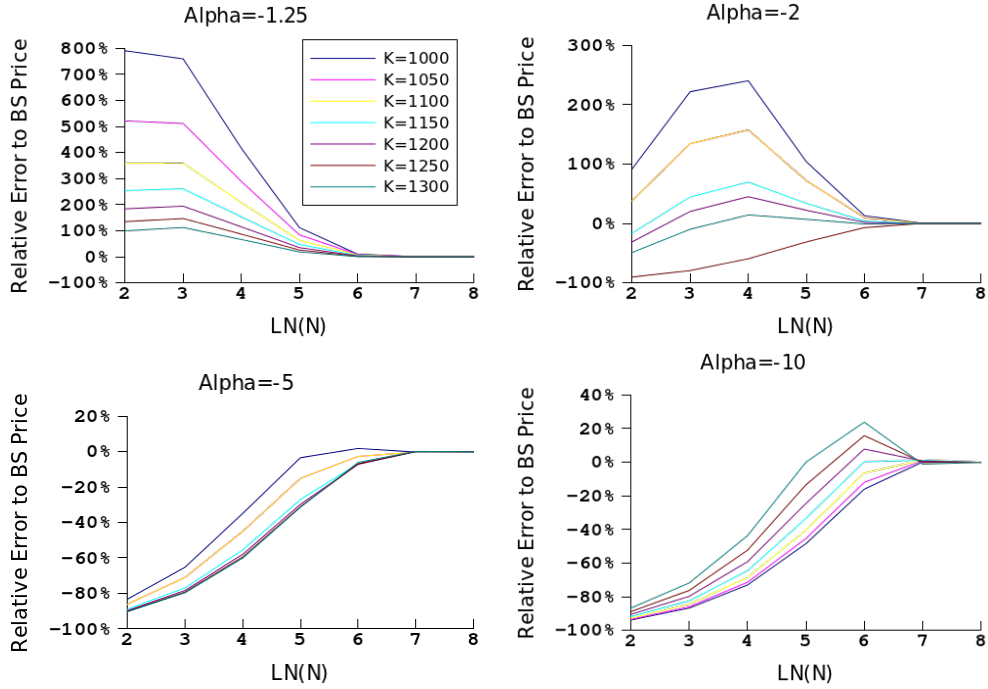 Alpha=-1.25
Relative Error to BS Price
800%
700%
600%
500%
400%
300%
200%
100%
0%
−100%
2 3 4 5 6 7 8
LN(N)
K=1000
K=1050
K=1100
K=1150
K=1200
K=1250
K=1300
Alpha=-2
Relative Error to BS Price
300%
200%
100%
0%
−100%
2 3 4 5 6 7 8
LN(N)
Alpha=-5
Relative Error to BS Price
20%
0%
−20%
−40%
−60%
−80%
−100%
2 3 4 5 6 7 8
LN(N)
Alpha=-10
Relative Error to BS Price
40%
20%
0%
−20%
−40%
−60%
−80%
−100%
2 3 4 5 6 7 8
LN(N)